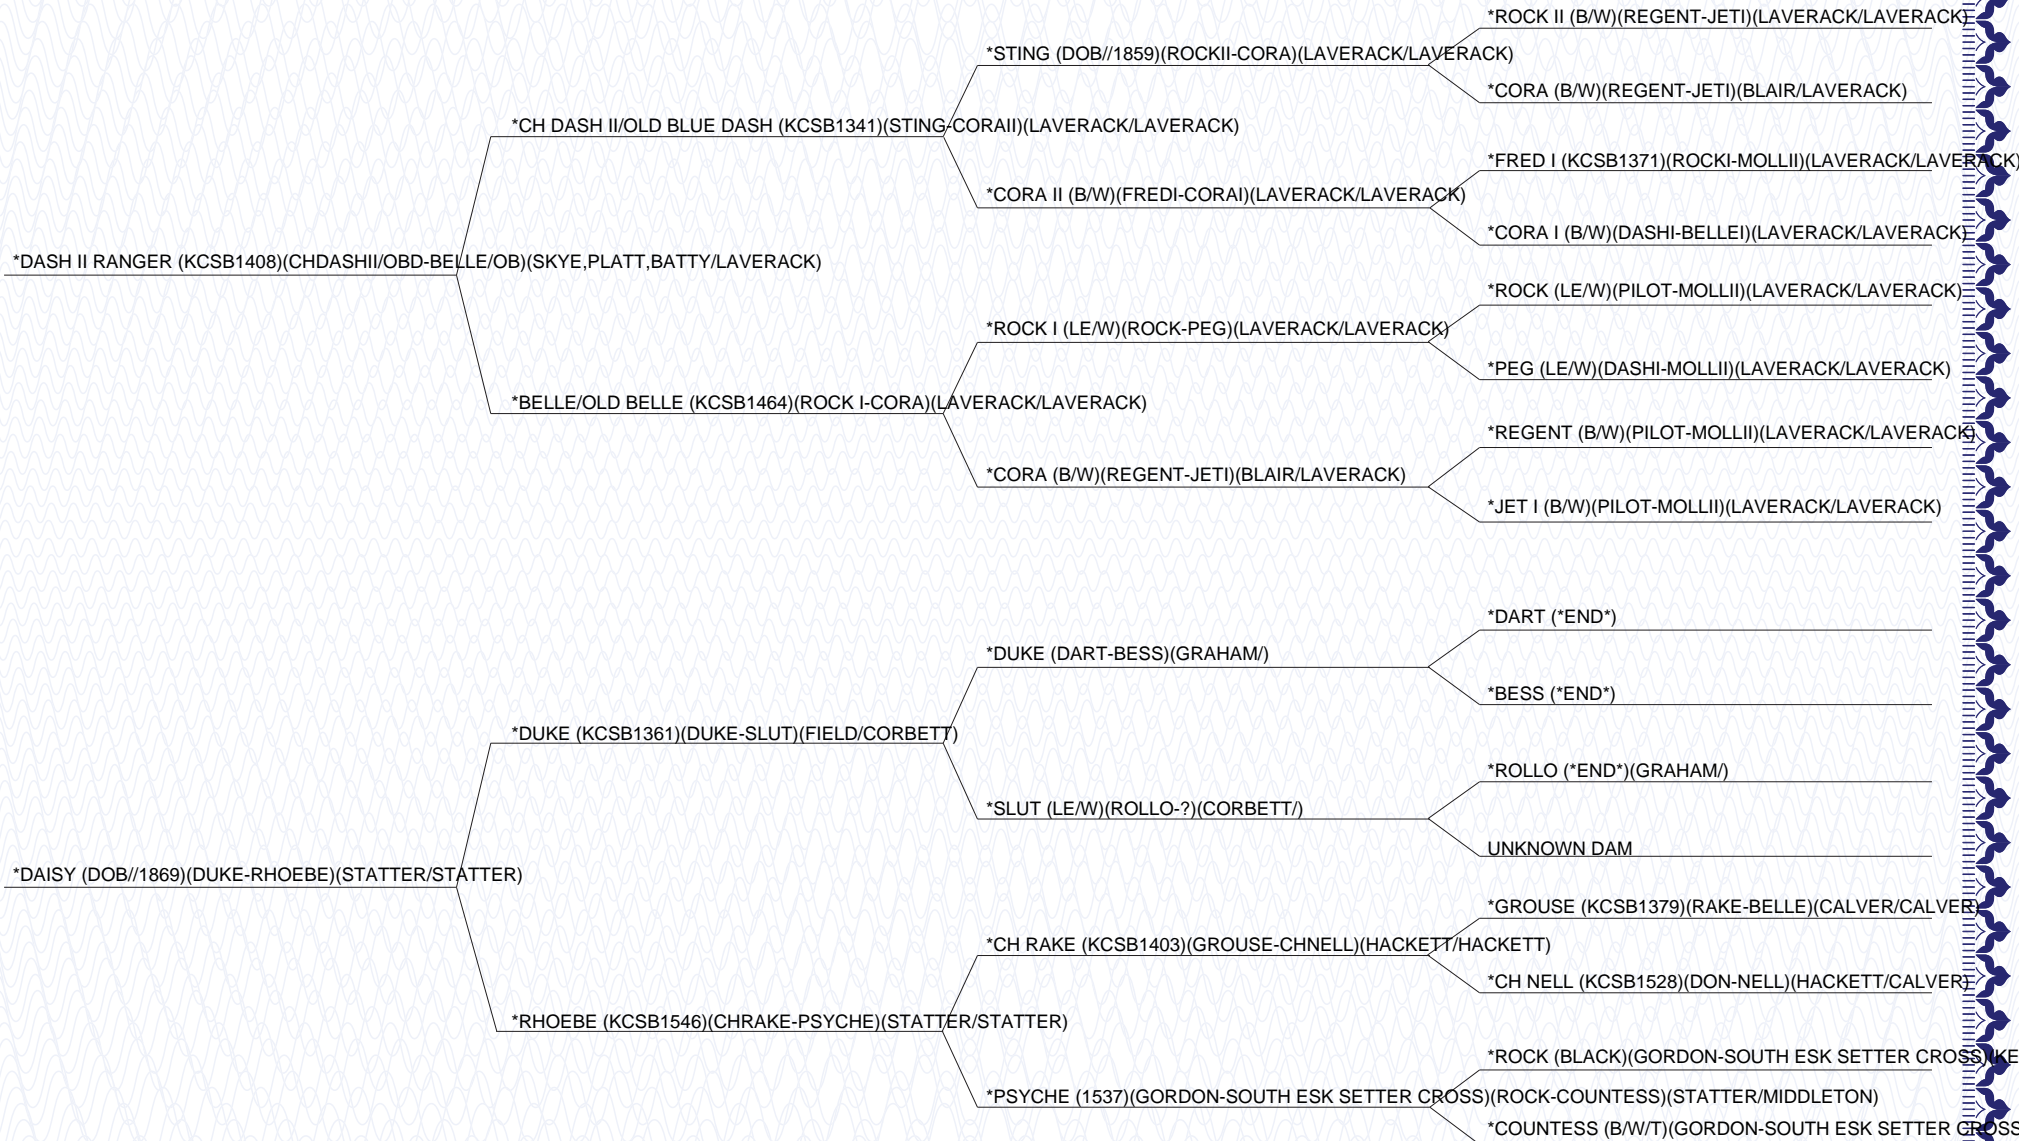 *ROCK II (B/W)(REGENT-JETI)(LAVERACK/LAVERACK)
*STING (DOB//1859)(ROCKII-CORA)(LAVERACK/LAVERACK)
*CORA (B/W)(REGENT-JETI)(BLAIR/LAVERACK)
*CH DASH II/OLD BLUE DASH (KCSB1341)(STING-CORAII)(LAVERACK/LAVERACK)
*FRED I (KCSB1371)(ROCKI-MOLLII)(LAVERACK/LAVERACK)
*CORA II (B/W)(FREDI-CORAI)(LAVERACK/LAVERACK)
*CORA I (B/W)(DASHI-BELLEI)(LAVERACK/LAVERACK)
*DASH II RANGER (KCSB1408)(CHDASHII/OBD-BELLE/OB)(SKYE,PLATT,BATTY/LAVERACK)
*ROCK (LE/W)(PILOT-MOLLII)(LAVERACK/LAVERACK)
*ROCK I (LE/W)(ROCK-PEG)(LAVERACK/LAVERACK)
*PEG (LE/W)(DASHI-MOLLII)(LAVERACK/LAVERACK)
*BELLE/OLD BELLE (KCSB1464)(ROCK I-CORA)(LAVERACK/LAVERACK)
*REGENT (B/W)(PILOT-MOLLII)(LAVERACK/LAVERACK)
*CORA (B/W)(REGENT-JETI)(BLAIR/LAVERACK)
*JET I (B/W)(PILOT-MOLLII)(LAVERACK/LAVERACK)
*DART (*END*)
*DUKE (DART-BESS)(GRAHAM/)
*BESS (*END*)
*DUKE (KCSB1361)(DUKE-SLUT)(FIELD/CORBETT)
*ROLLO (*END*)(GRAHAM/)
*SLUT (LE/W)(ROLLO-?)(CORBETT/)
UNKNOWN DAM
*DAISY (DOB//1869)(DUKE-RHOEBE)(STATTER/STATTER)
*GROUSE (KCSB1379)(RAKE-BELLE)(CALVER/CALVER)
*CH RAKE (KCSB1403)(GROUSE-CHNELL)(HACKETT/HACKETT)
*CH NELL (KCSB1528)(DON-NELL)(HACKETT/CALVER)
*RHOEBE (KCSB1546)(CHRAKE-PSYCHE)(STATTER/STATTER)
*ROCK (BLACK)(GORDON-SOUTH ESK SETTER CROSS)(KE
*PSYCHE (1537)(GORDON-SOUTH ESK SETTER CROSS)(ROCK-COUNTESS)(STATTER/MIDDLETON)
*COUNTESS (B/W/T)(GORDON-SOUTH ESK SETTER CROSS